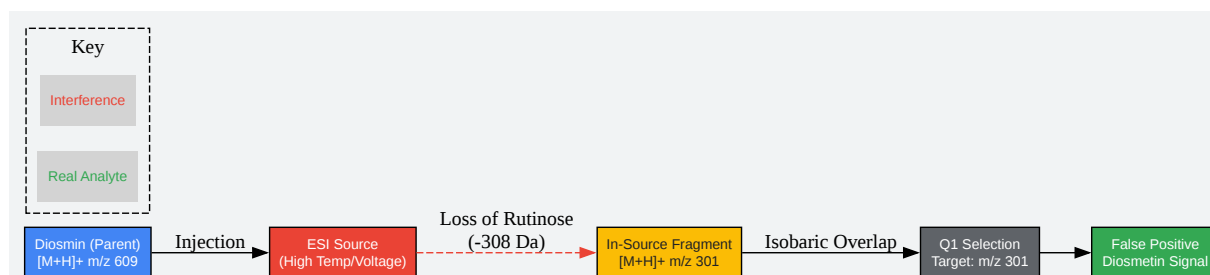 Key
Interference
Real Analyte
Diosmin (Parent)
[M+H]+ m/z 609
Injection
ESI Source
(High Temp/Voltage)
Loss of Rutinose
(-308 Da)
In-Source Fragment
[M+H]+ m/z 301
Isobaric Overlap
Q1 Selection
Target: m/z 301
False Positive
Diosmetin Signal